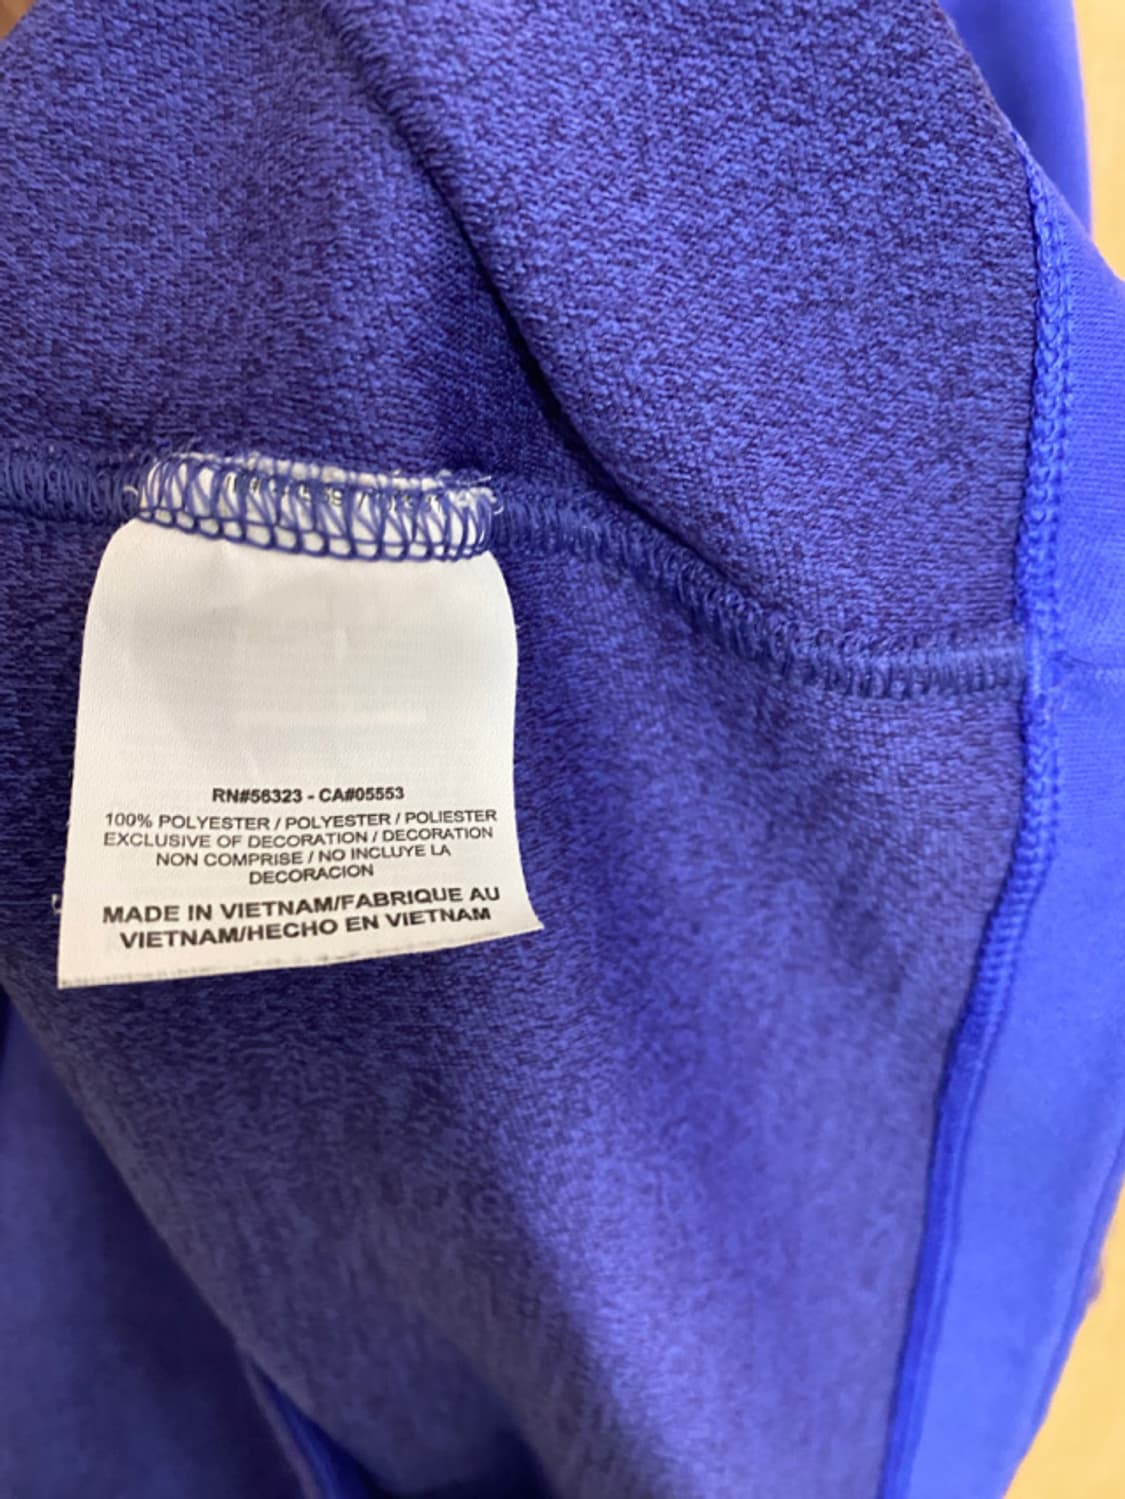 RN#56323 - CA#05553
100% POLYESTER / POLYESTER / POLIESTER
EXCLUSIVE OF DECORATION / DECORATION
NON COMPRISE / NO INCLUYE LA
DECORACION
MADE IN VIETNAM/FABRIQUE AU
VIETNAM/HECHO EN VIETNAM